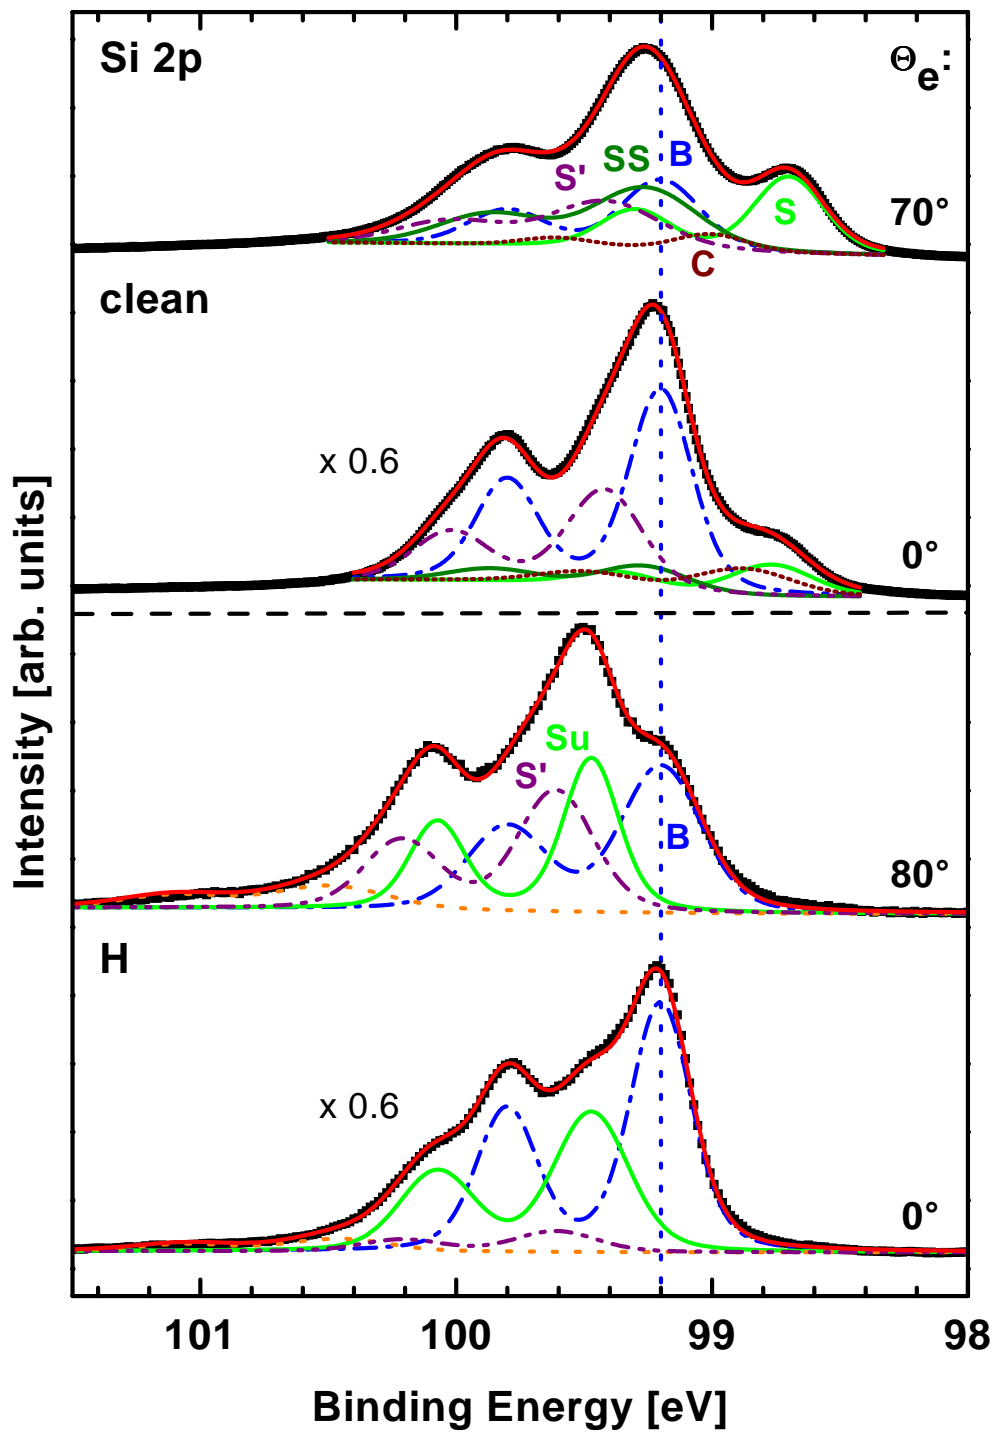 Si 2p
Θe:
S' SS B
S
70°
C
clean
x 0.6
0°
Intensity [arb. units]
Su
S'
B
80°
H
x 0.6
0°
101 100 99 98
Binding Energy [eV]